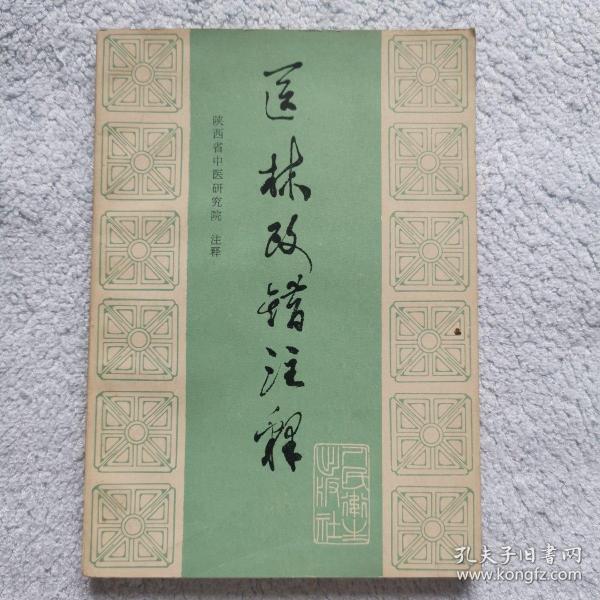 医林改错注释
陕西省中医研究院 注释
人民卫生
出版社
孔夫子旧书网
www.kongfz.com